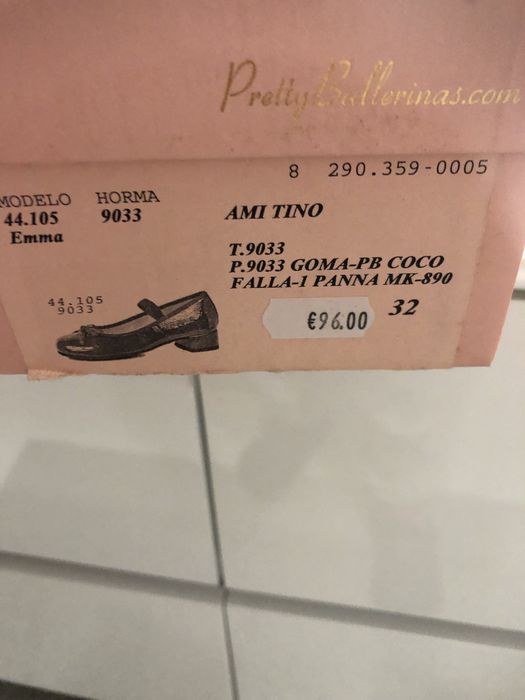 PrettyBallerinas.com
8 290.359-0005
MODELO HORMA
44.105 9033
Emma
AMI TINO
T.9033
P.9033 GOMA-PB COCO
FALLA-1 PANNA MK-890
44.105
9033
€96.00
32